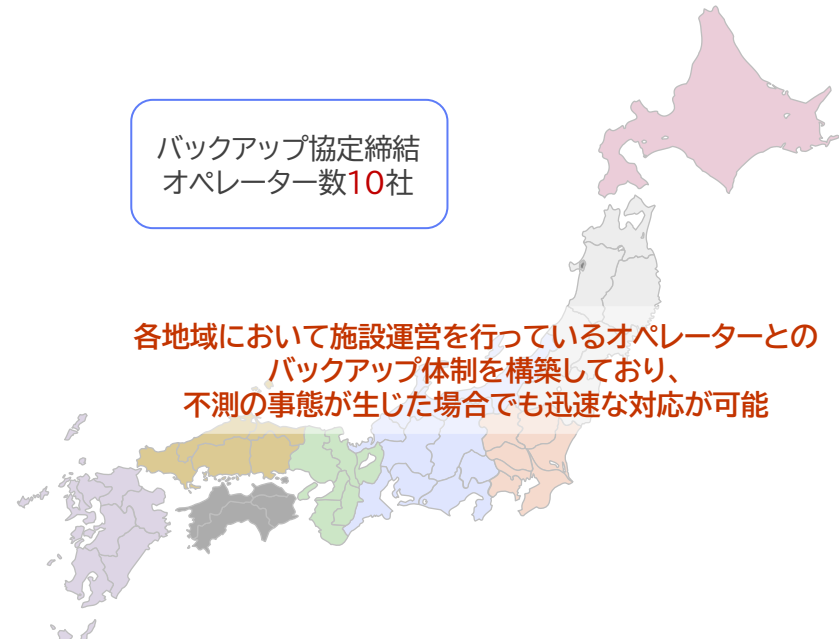 バックアップ協定締結
オペレーター数10社
各地域において施設運営を行っているオペレーターとの
バックアップ体制を構築しており、
不測の事態が生じた場合でも迅速な対応が可能